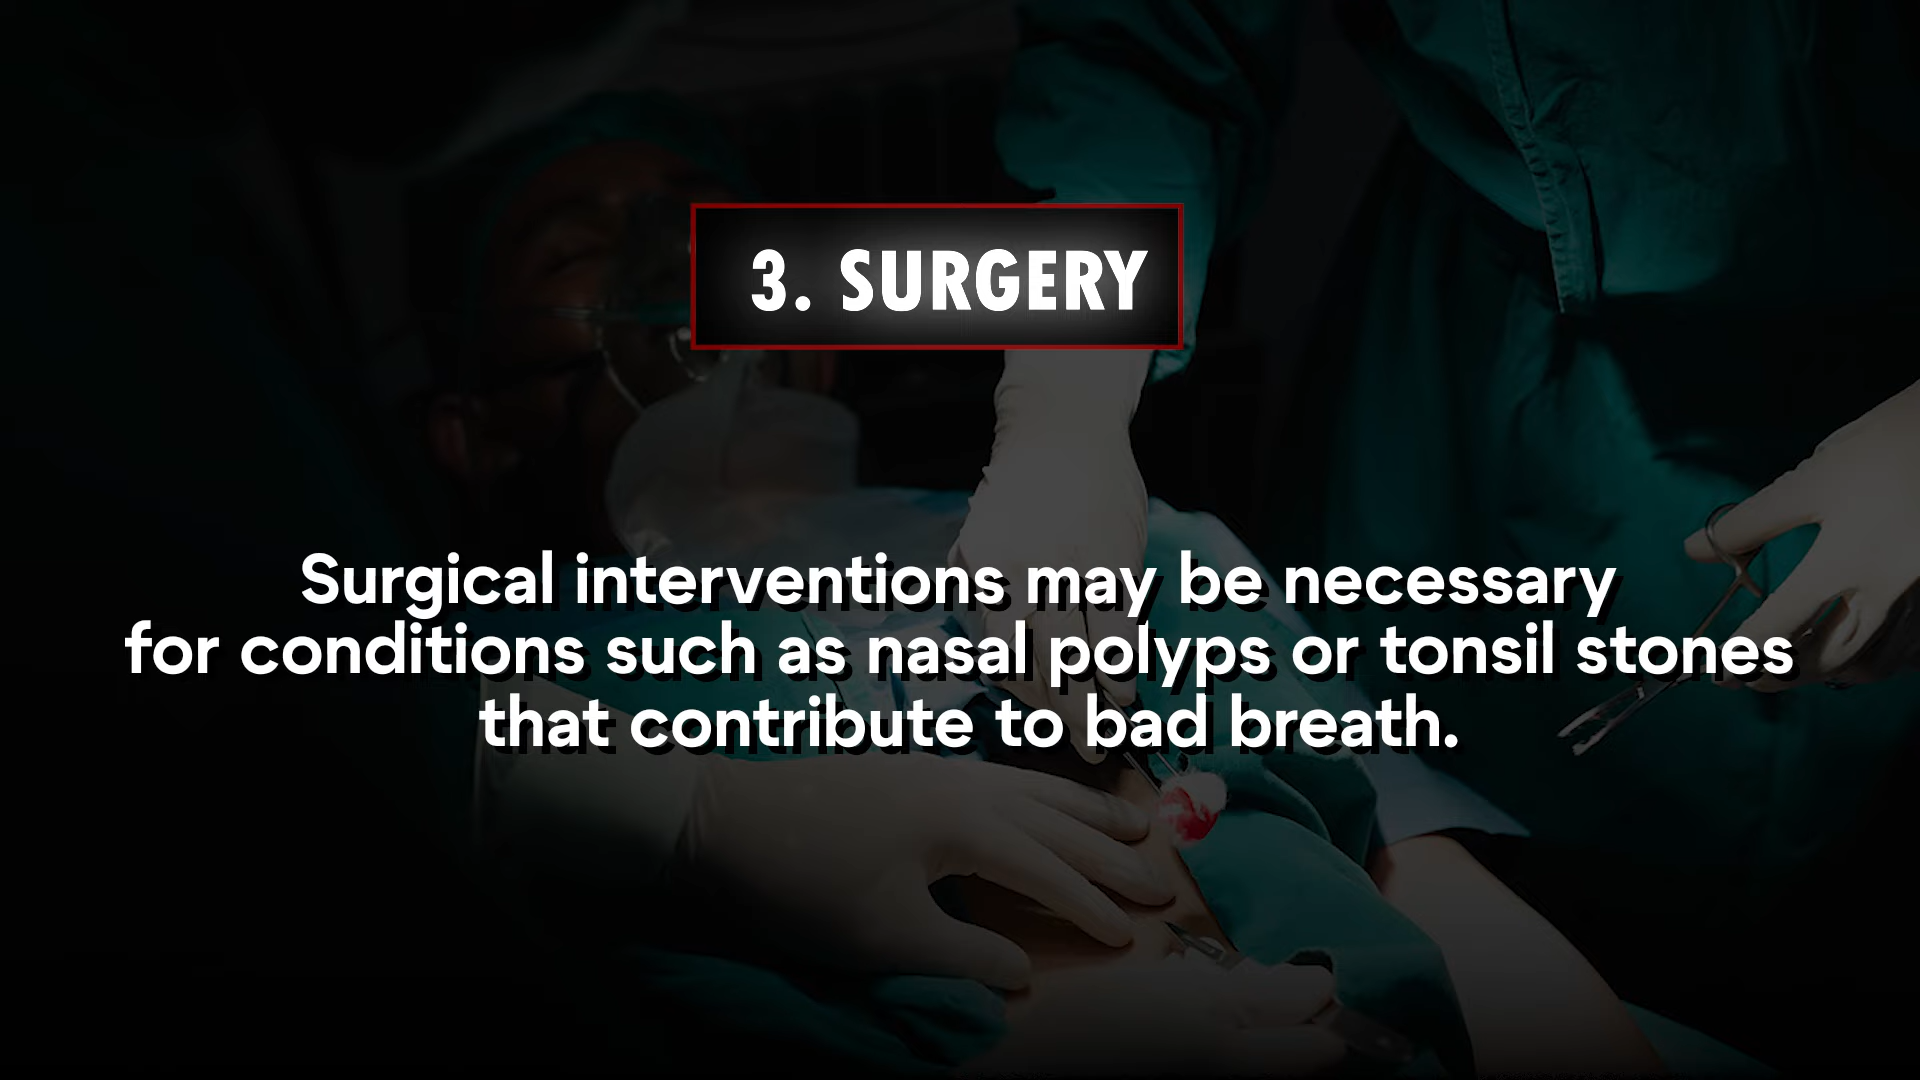 3. SURGERY
Surgical interventions may be necessary
for conditions such as nasal polyps or tonsil stones
that contribute to bad breath.